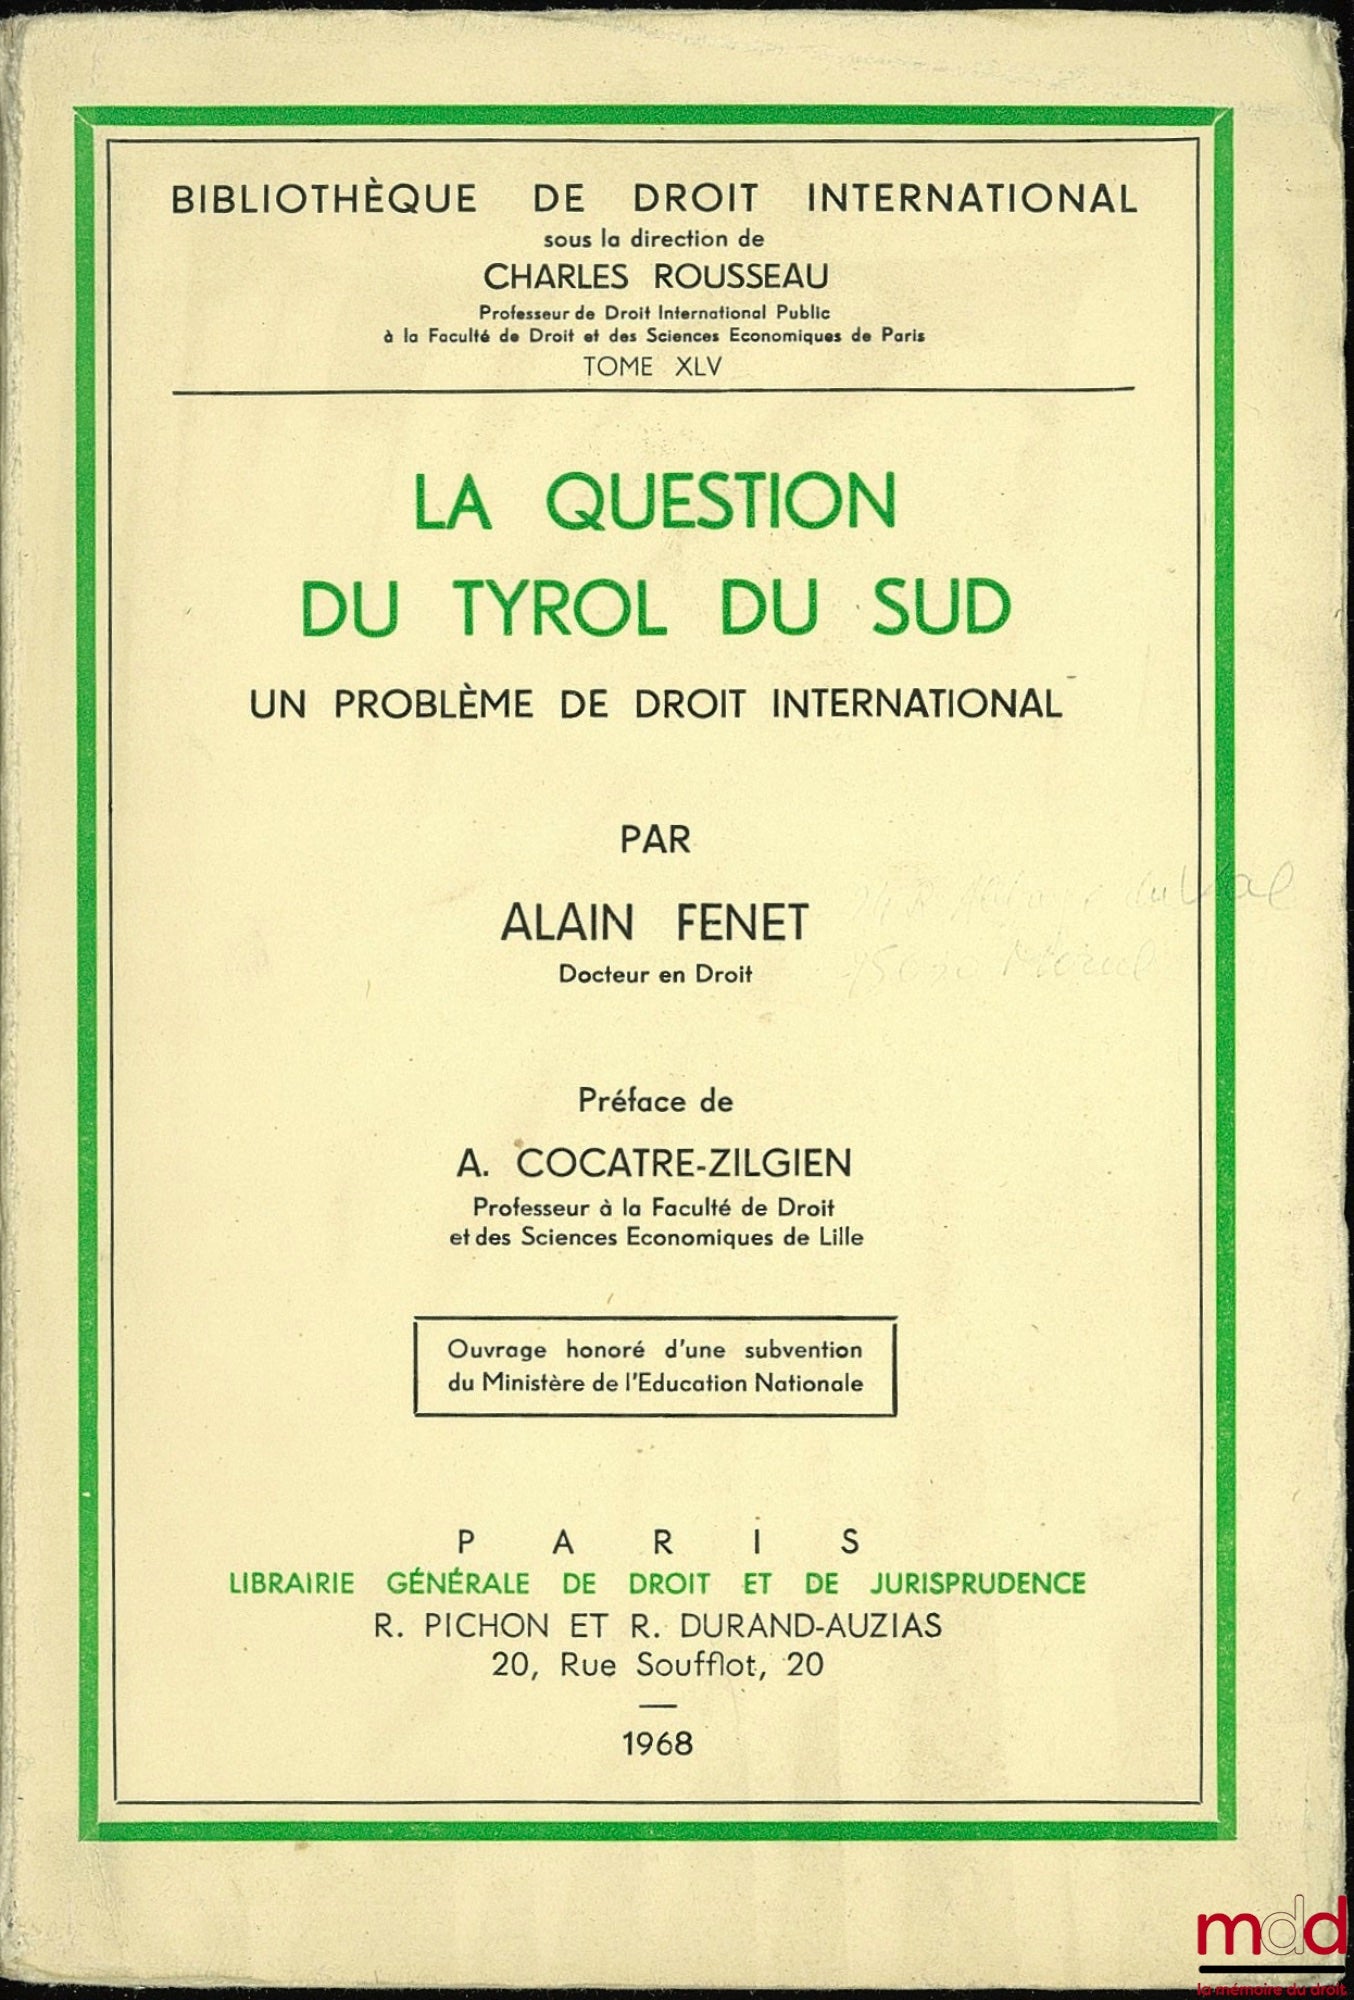 BIBLIOTHÈQUE DE DROIT INTERNATIONAL
sous la direction de
CHARLES ROUSSEAU
Professeur de Droit International Public
à la Faculté de Droit et des Sciences Economiques de Paris
TOME XLV
LA QUESTION
DU TYROL DU SUD
UN PROBLÈME DE DROIT INTERNATIONAL
PAR
ALAIN FENET
Docteur en Droit
Préface de
A. COCATRE-ZILGIEN
Professeur à la Faculté de Droit
et des Sciences Economiques de Lille
Ouvrage honoré d'une subvention
du Ministère de l'Education Nationale
PARIS
LIBRAIRIE GÉNÉRALE DE DROIT ET DE JURISPRUDENCE
R. PICHON ET R. DURAND-AUZIAS
20, Rue Soufflot, 20
1968
mdd
la mémoire du droit